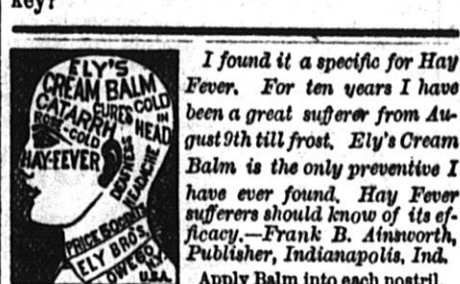 key?
ELY'S
CREAM BALM
CURES COLD
IN
HEAD
CATARRH
ROSE-COLD
HAY-FEVER
DEAFNESS
HEADACHE
PRICE 50 CENTS
ELY BRO'S,
OWEGO
N.Y.
U.S.A.
I found it a specific for Hay
Fever. For ten years I have
been a great sufferer from Au-
gust 9th till frost. Ely's Cream
Balm is the only preventive I
have ever found. Hay Fever
sufferers should know of its ef-
ficacy.—Frank B. Ainsworth,
Publisher, Indianapolis, Ind.
Apply Balm into each nostril.